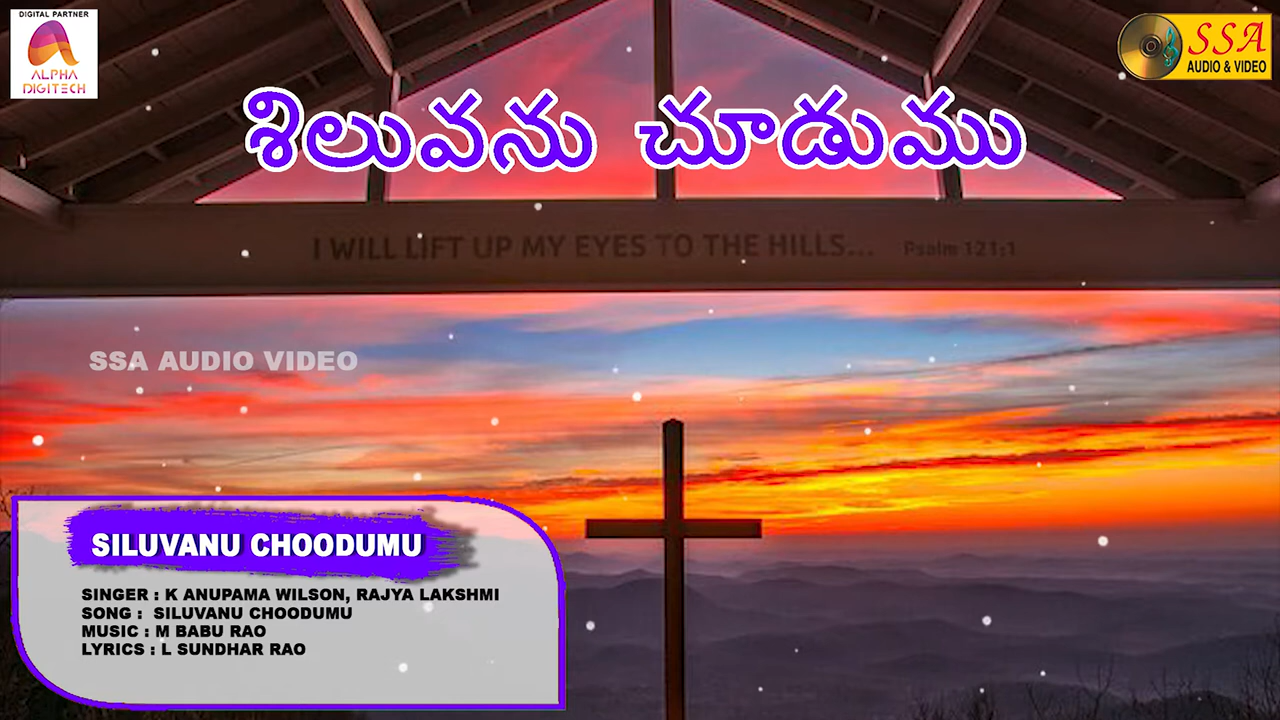 DIGITAL PARTNER
ALPHA
DIGITECH
SSA
AUDIO & VIDEO
శిలువను చూడుము
I WILL LIFT UP MY EYES TO THE HILLS... Psalm 121:1
SSA AUDIO VIDEO
SILUVANU CHOODUMU
SINGER : K ANUPAMA WILSON, RAJYA LAKSHMI
SONG : SILUVANU CHOODUMU
MUSIC : M BABU RAO
LYRICS : L SUNDHAR RAO